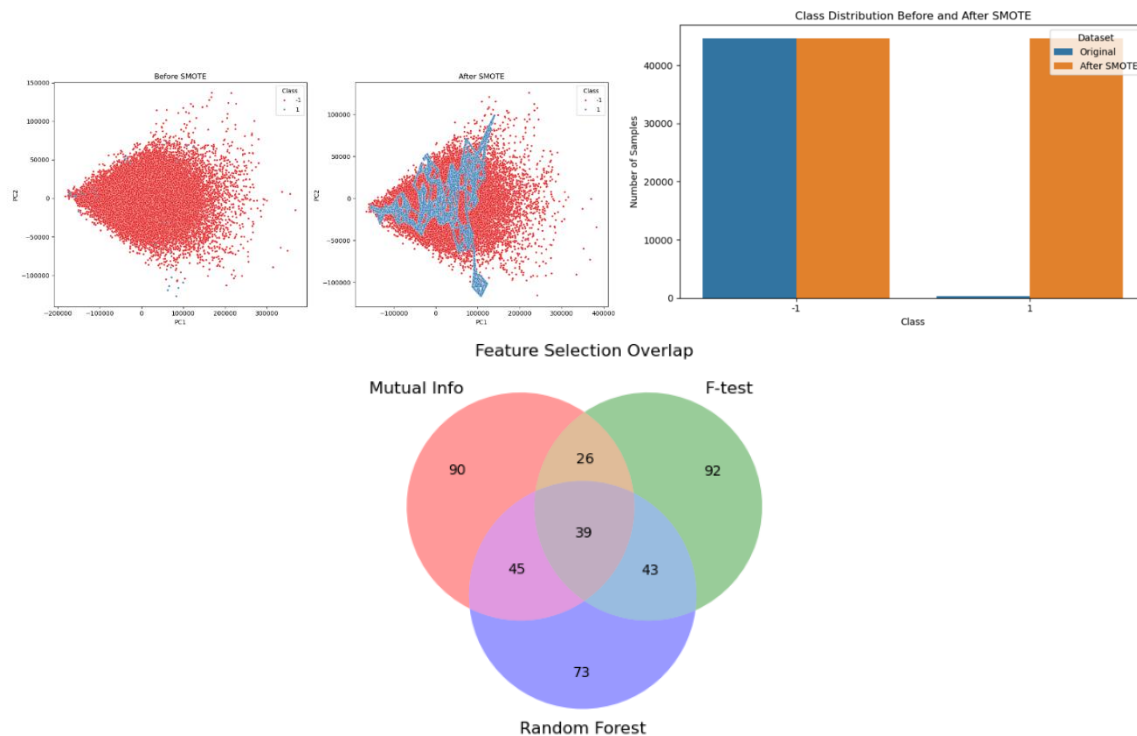 Before SMOTE
Class
-1
1
150000
100000
50000
0
-50000
-100000
PC2
-200000 -100000 0 100000 200000 300000
PC1
After SMOTE
Class
-1
1
100000
50000
0
-50000
-100000
PC2
-100000 0 100000 200000 300000 400000
PC1
Class Distribution Before and After SMOTE
Dataset
Original
After SMOTE
40000
30000
20000
10000
0
Number of Samples
-1 1
Class
Feature Selection Overlap
Mutual Info F-test
90 26 92
39
45 43
73
Random Forest